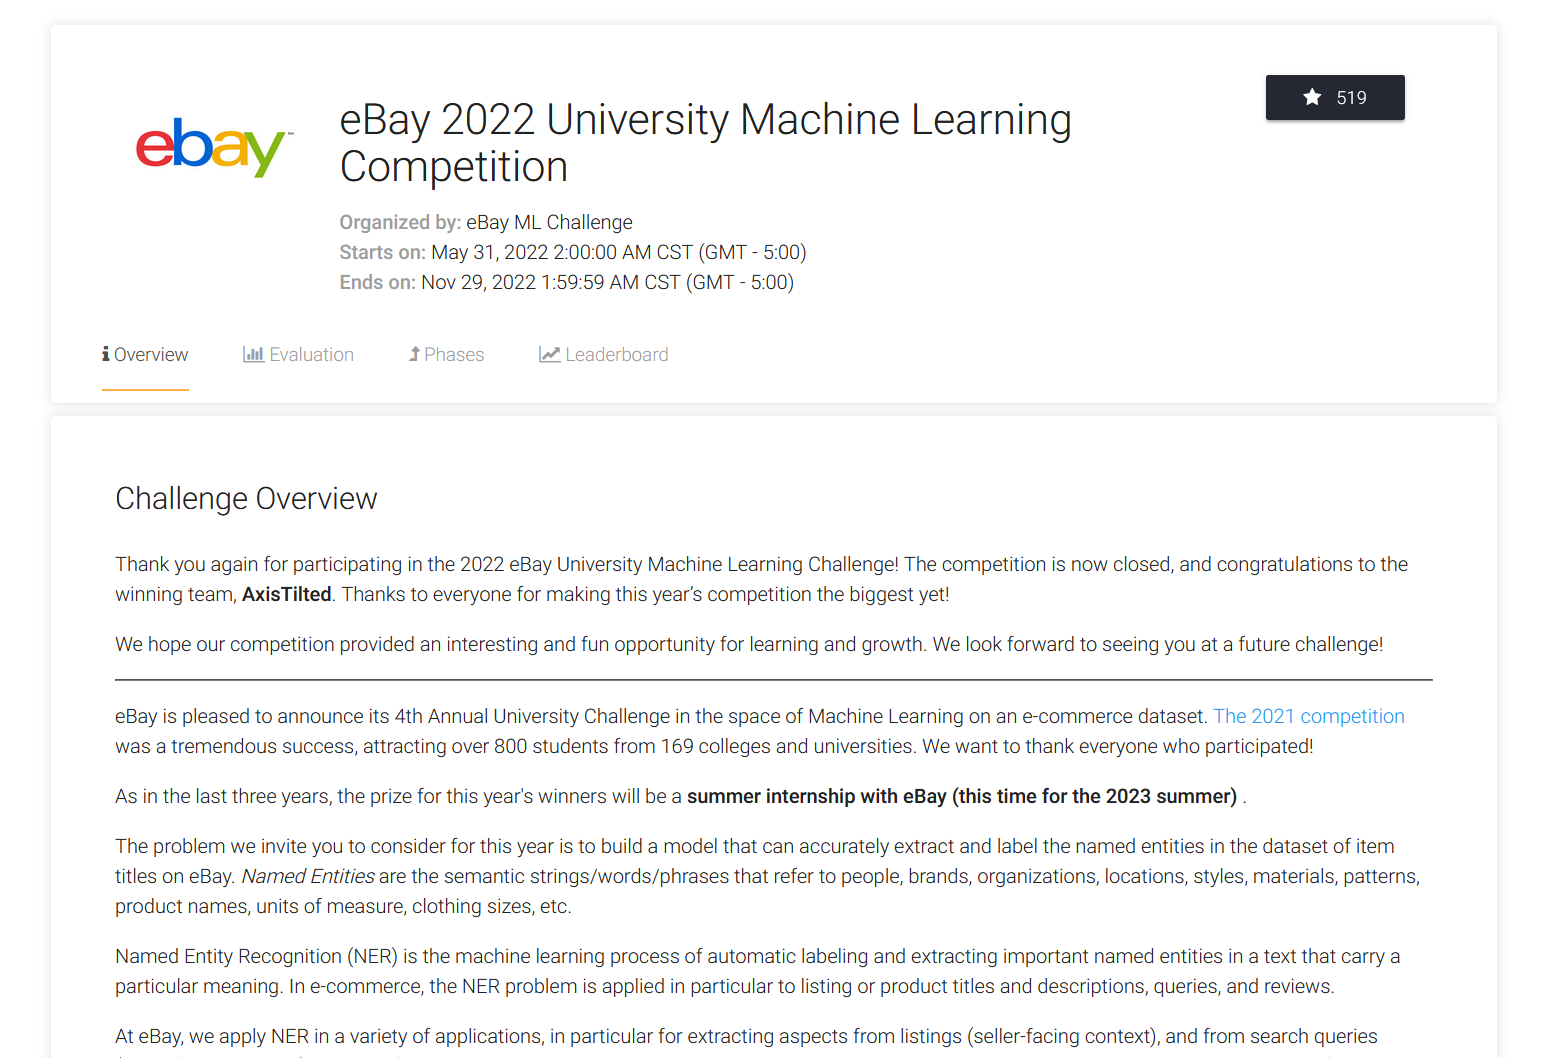 ebay™
eBay 2022 University Machine Learning
Competition
519
Organized by: eBay ML Challenge
Starts on: May 31, 2022 2:00:00 AM CST (GMT - 5:00)
Ends on: Nov 29, 2022 1:59:59 AM CST (GMT - 5:00)
Overview Evaluation Phases Leaderboard
Challenge Overview
Thank you again for participating in the 2022 eBay University Machine Learning Challenge! The competition is now closed, and congratulations to the
winning team, AxisTilted. Thanks to everyone for making this year's competition the biggest yet!
We hope our competition provided an interesting and fun opportunity for learning and growth. We look forward to seeing you at a future challenge!
eBay is pleased to announce its 4th Annual University Challenge in the space of Machine Learning on an e-commerce dataset. The 2021 competition
was a tremendous success, attracting over 800 students from 169 colleges and universities. We want to thank everyone who participated!
As in the last three years, the prize for this year's winners will be a summer internship with eBay (this time for the 2023 summer) .
The problem we invite you to consider for this year is to build a model that can accurately extract and label the named entities in the dataset of item
titles on eBay. Named Entities are the semantic strings/words/phrases that refer to people, brands, organizations, locations, styles, materials, patterns,
product names, units of measure, clothing sizes, etc.
Named Entity Recognition (NER) is the machine learning process of automatic labeling and extracting important named entities in a text that carry a
particular meaning. In e-commerce, the NER problem is applied in particular to listing or product titles and descriptions, queries, and reviews.
At eBay, we apply NER in a variety of applications, in particular for extracting aspects from listings (seller-facing context), and from search queries